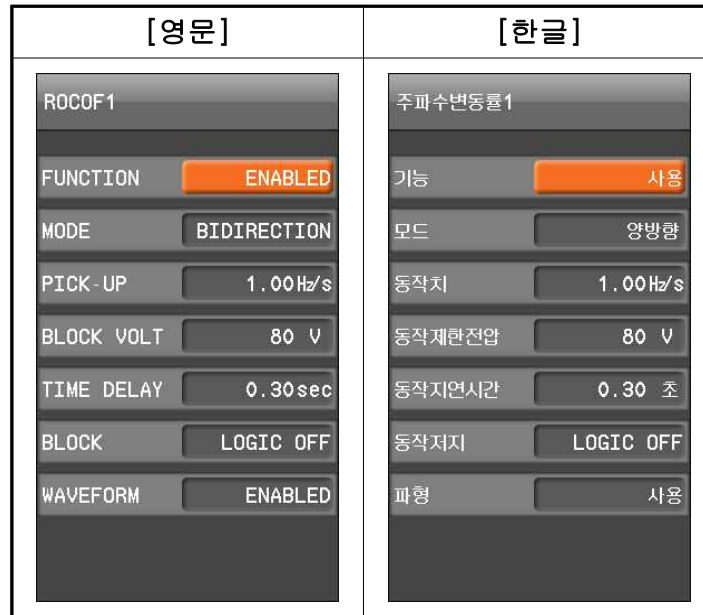 [영문]
[한글]
ROCOF1
FUNCTION ENABLED
MODE BIDIRECTION
PICK-UP 1.00Hz/s
BLOCK VOLT 80 V
TIME DELAY 0.30sec
BLOCK LOGIC OFF
WAVEFORM ENABLED
주파수변동률1
기능 사용
모드 양방향
동작치 1.00Hz/s
동작제한전압 80 V
동작지연시간 0.30 초
동작저지 LOGIC OFF
파형 사용